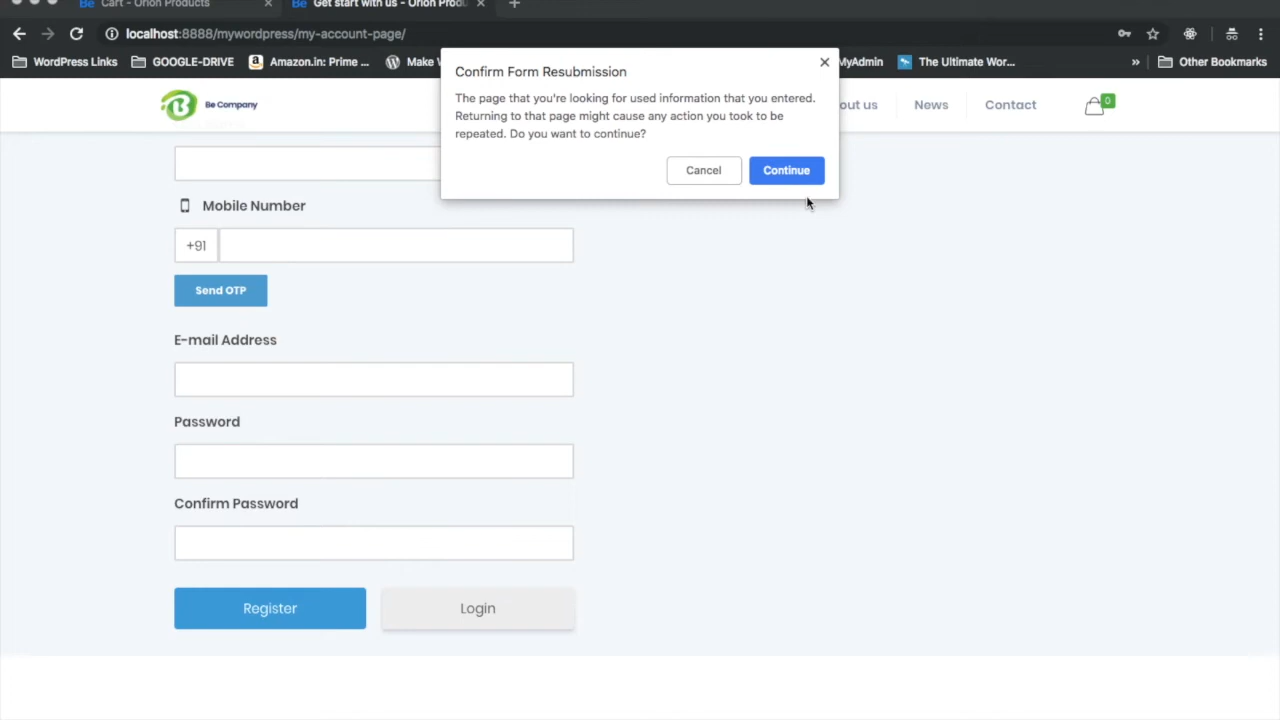 Be Cart - Orion Products
Be Get start with us - Orion Produ
localhost:8888/mywordpress/my-account-page/
WordPress Links
GOOGLE-DRIVE
Amazon.in: Prime ...
Make W
MyAdmin
The Ultimate Wor...
»
Other Bookmarks
Confirm Form Resubmission
The page that you're looking for used information that you entered.
Returning to that page might cause any action you took to be
repeated. Do you want to continue?
Cancel
Continue
B Be Company
out us
News
Contact
0
Mobile Number
+91
Send OTP
E-mail Address
Password
Confirm Password
Register
Login